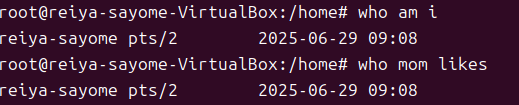 root@reiya-sayome-VirtualBox:/home# who am i
reiya-sayome pts/2        2025-06-29 09:08
root@reiya-sayome-VirtualBox:/home# who mom likes
reiya-sayome pts/2        2025-06-29 09:08